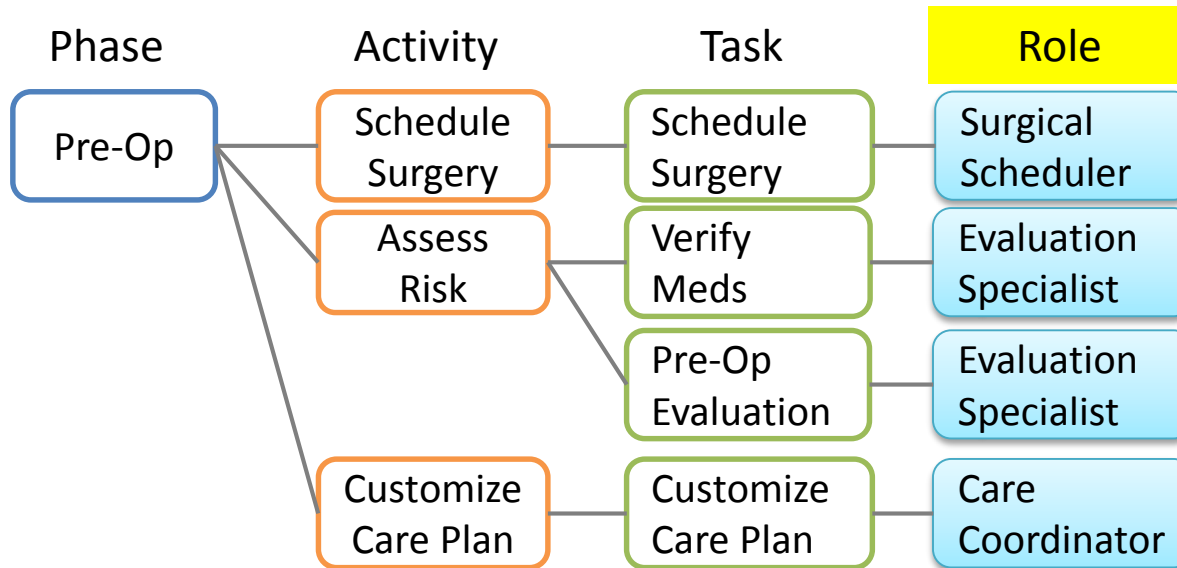 Phase
Activity
Task
Role
Pre-Op
Schedule
Surgery
Schedule
Surgery
Surgical
Scheduler
Assess
Risk
Verify
Meds
Evaluation
Specialist
Pre-Op
Evaluation
Evaluation
Specialist
Customize
Care Plan
Customize
Care Plan
Care
Coordinator